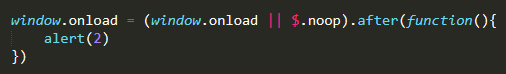 window.onload = (window.onload || $.noop).after(function(){
    alert(2)
})